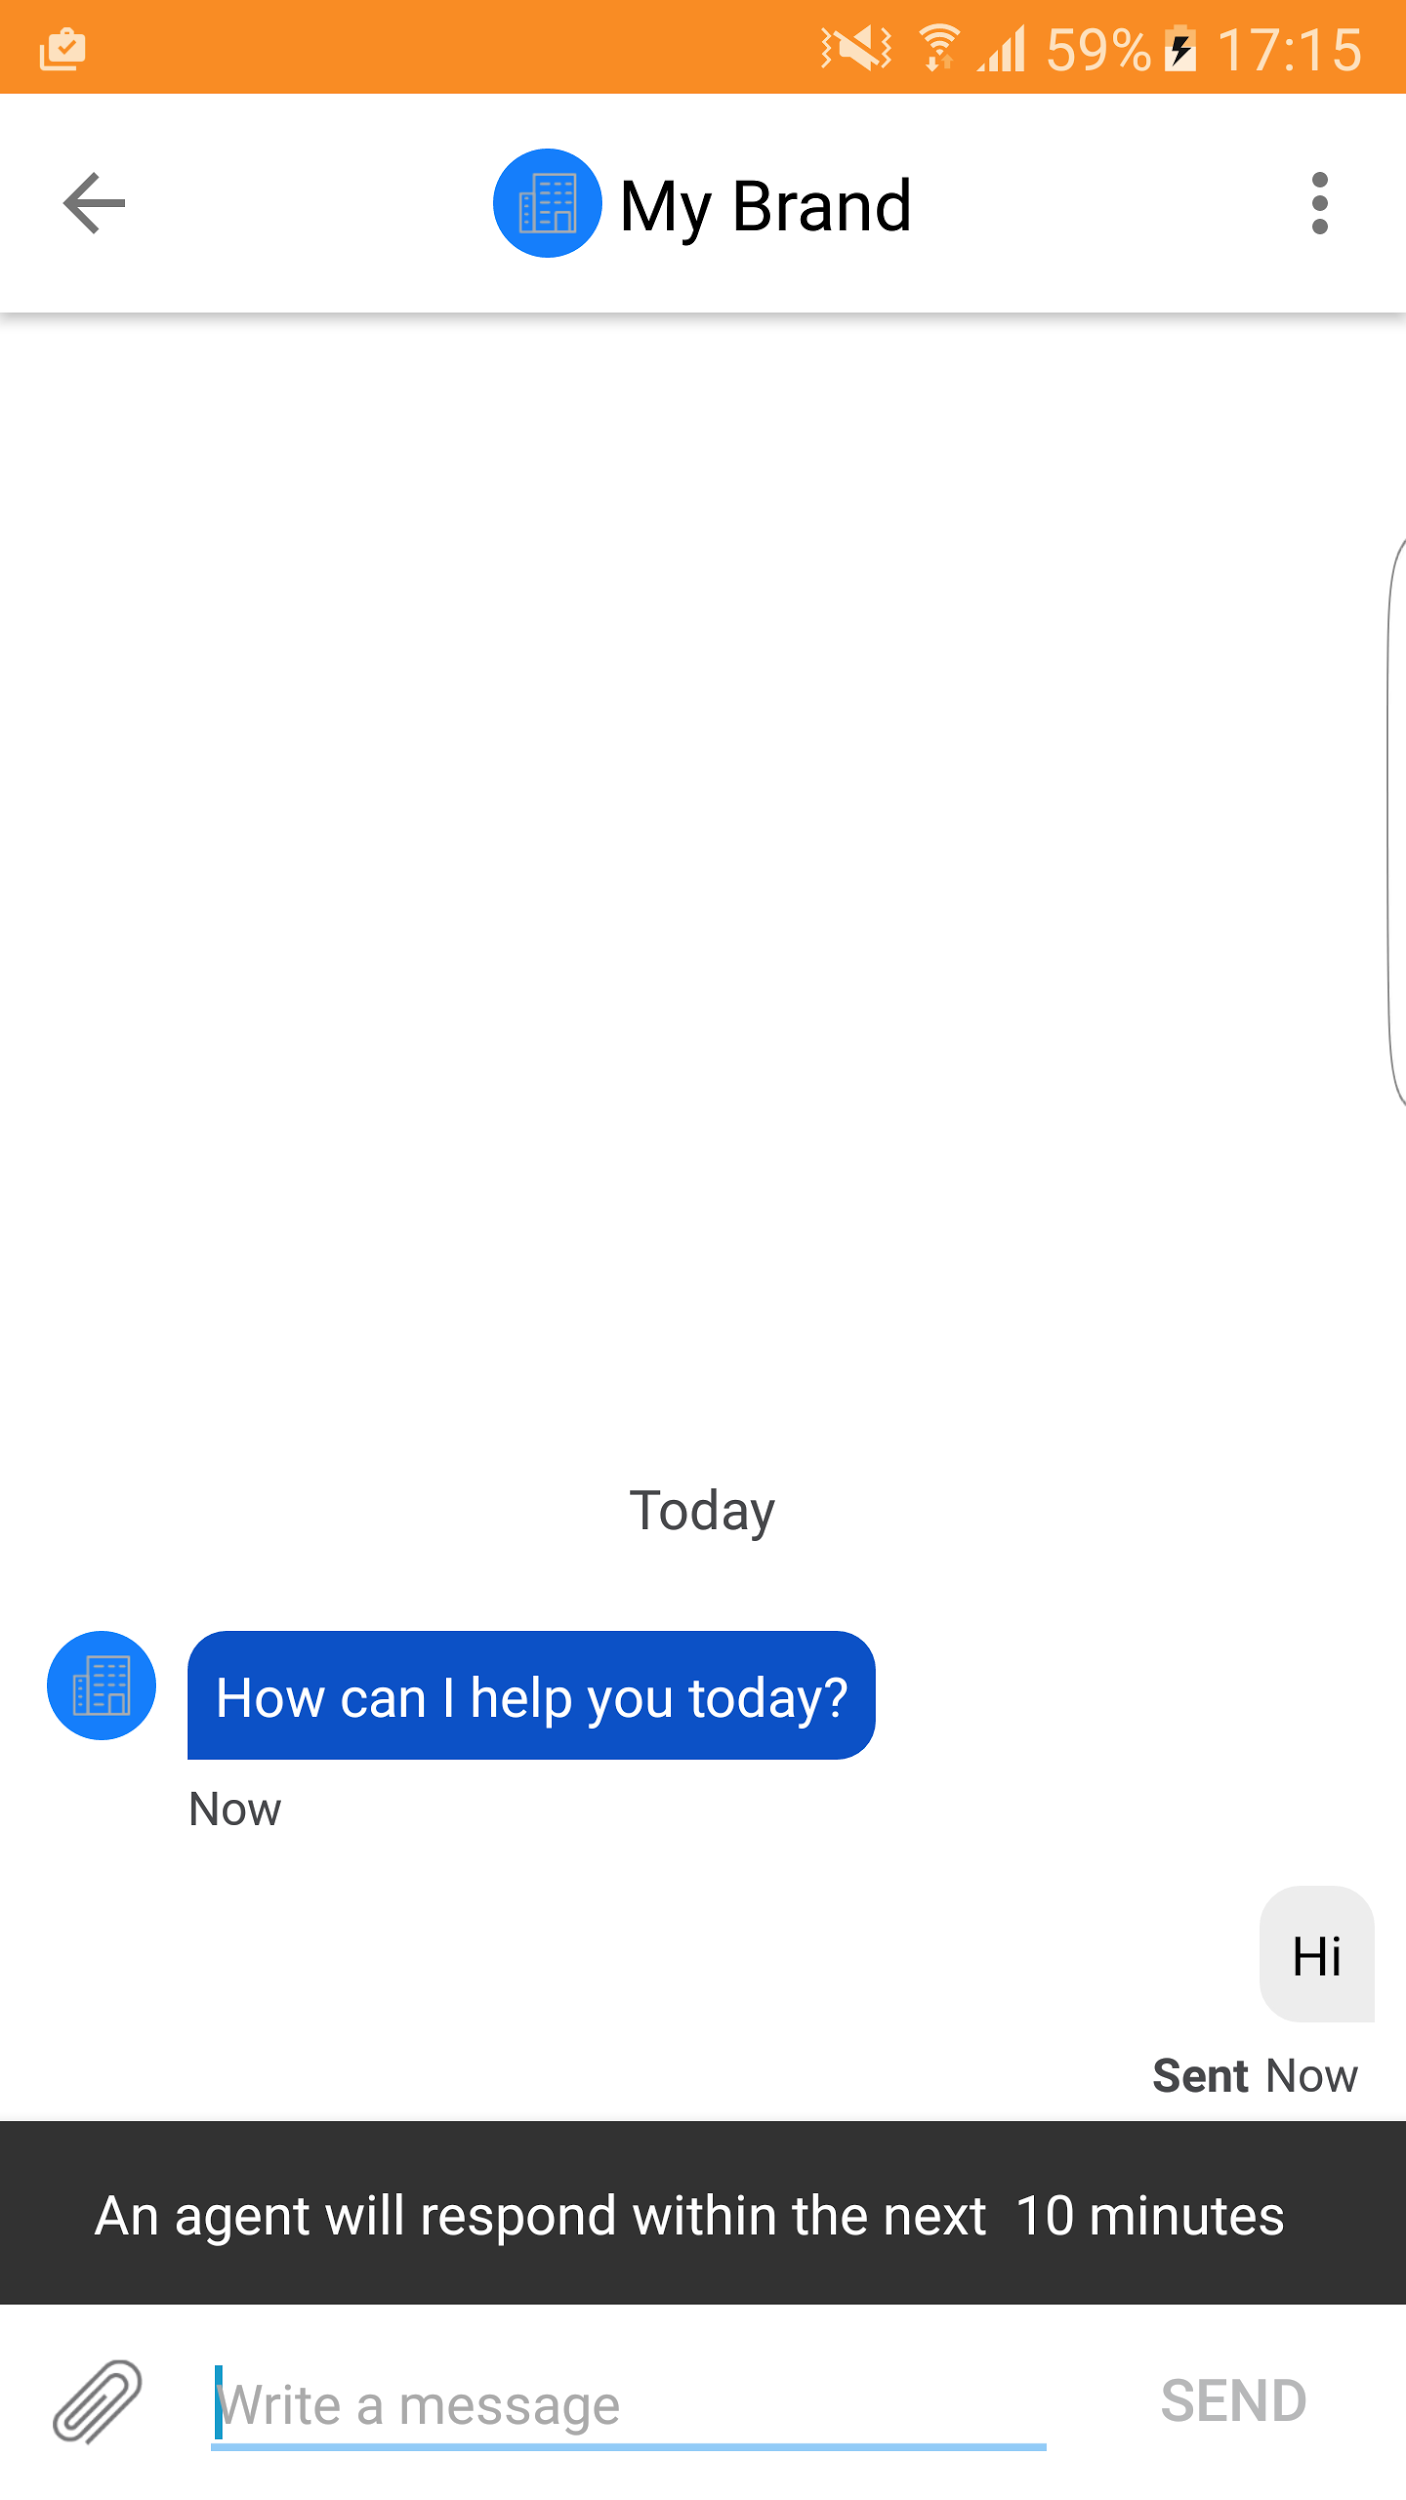 59% 17:15
My Brand
Today
How can I help you today?
Now
Hi
Sent Now
An agent will respond within the next 10 minutes
Write a message
SEND